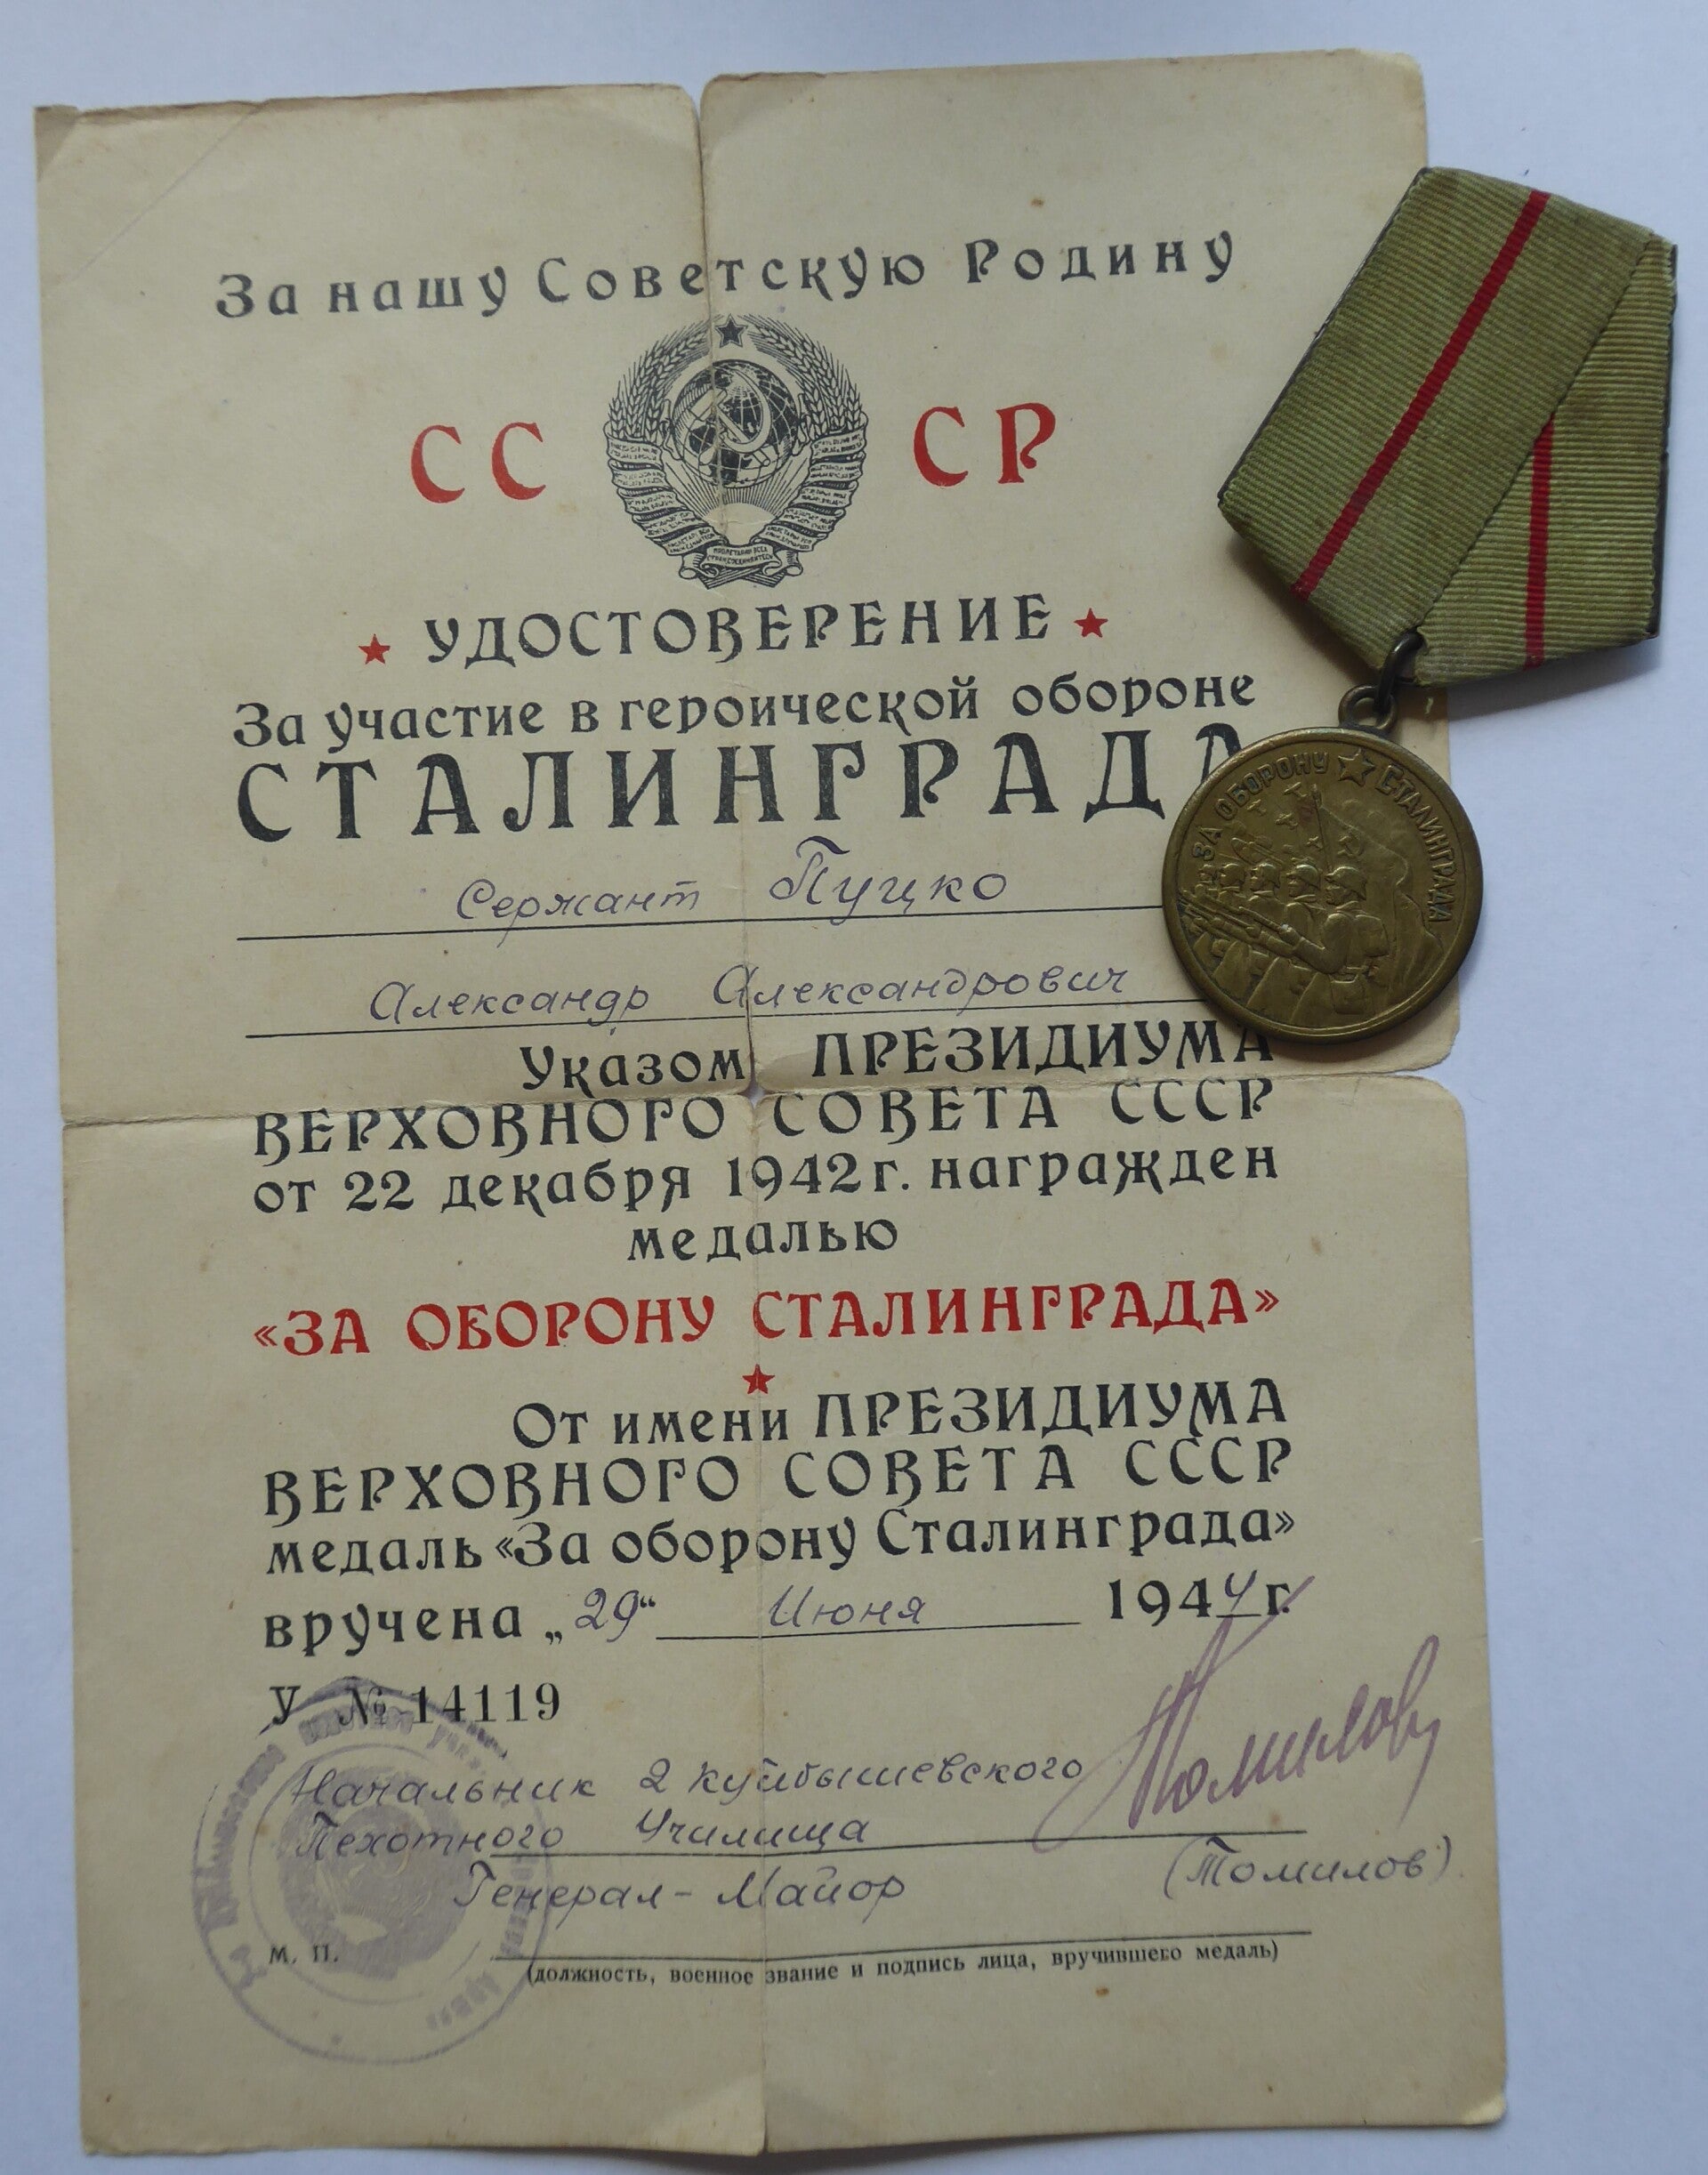 За нашу Советскую Родину
СС СР
УДОСТОВЕРЕНИЕ
За участие в героической обороне
СТАЛИНГРАДА
Сержант Пуцко
Александр Александрович
Указом ПРЕЗИДИУМА
ВЕРХОВНОГО СОВЕТА СССР
от 22 декабря 1942 г. награжден
медалью
«ЗА ОБОРОНУ СТАЛИНГРАДА»
От имени ПРЕЗИДИУМА
ВЕРХОВНОГО СОВЕТА СССР
медаль «За оборону Сталинграда»
вручена „29“ Июня 1944 г.
У № 14119
Начальник 2 Куйбышевского
Пехотного Училища
Генерал-Майор (Томилов)
Томилов
М. П.
(должность, военное звание и подпись лица, вручившего медаль)
ЗА ОБОРОНУ СТАЛИНГРАДА